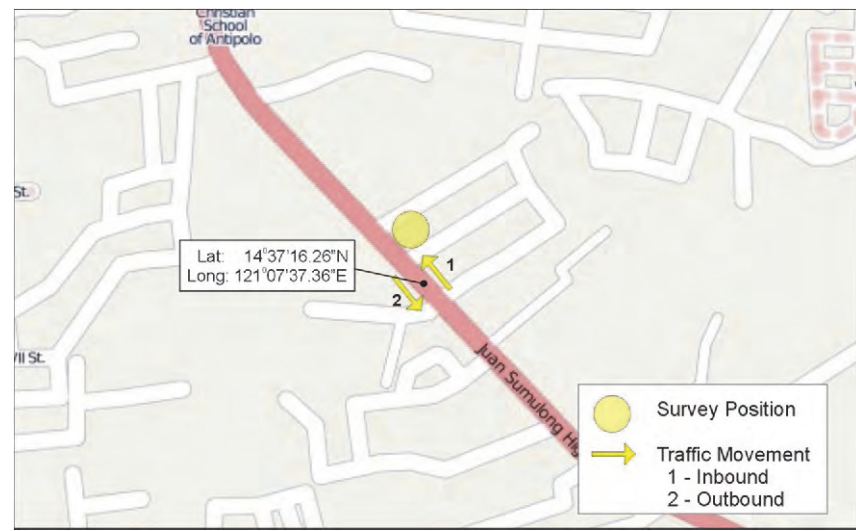 Christian
School
of Antipolo
St.
Lat: 14°37'16.26"N
Long: 121°07'37.36"E
1
2
VII St.
Juan Sumulong Hig
Survey Position
Traffic Movement
1 - Inbound
2 - Outbound